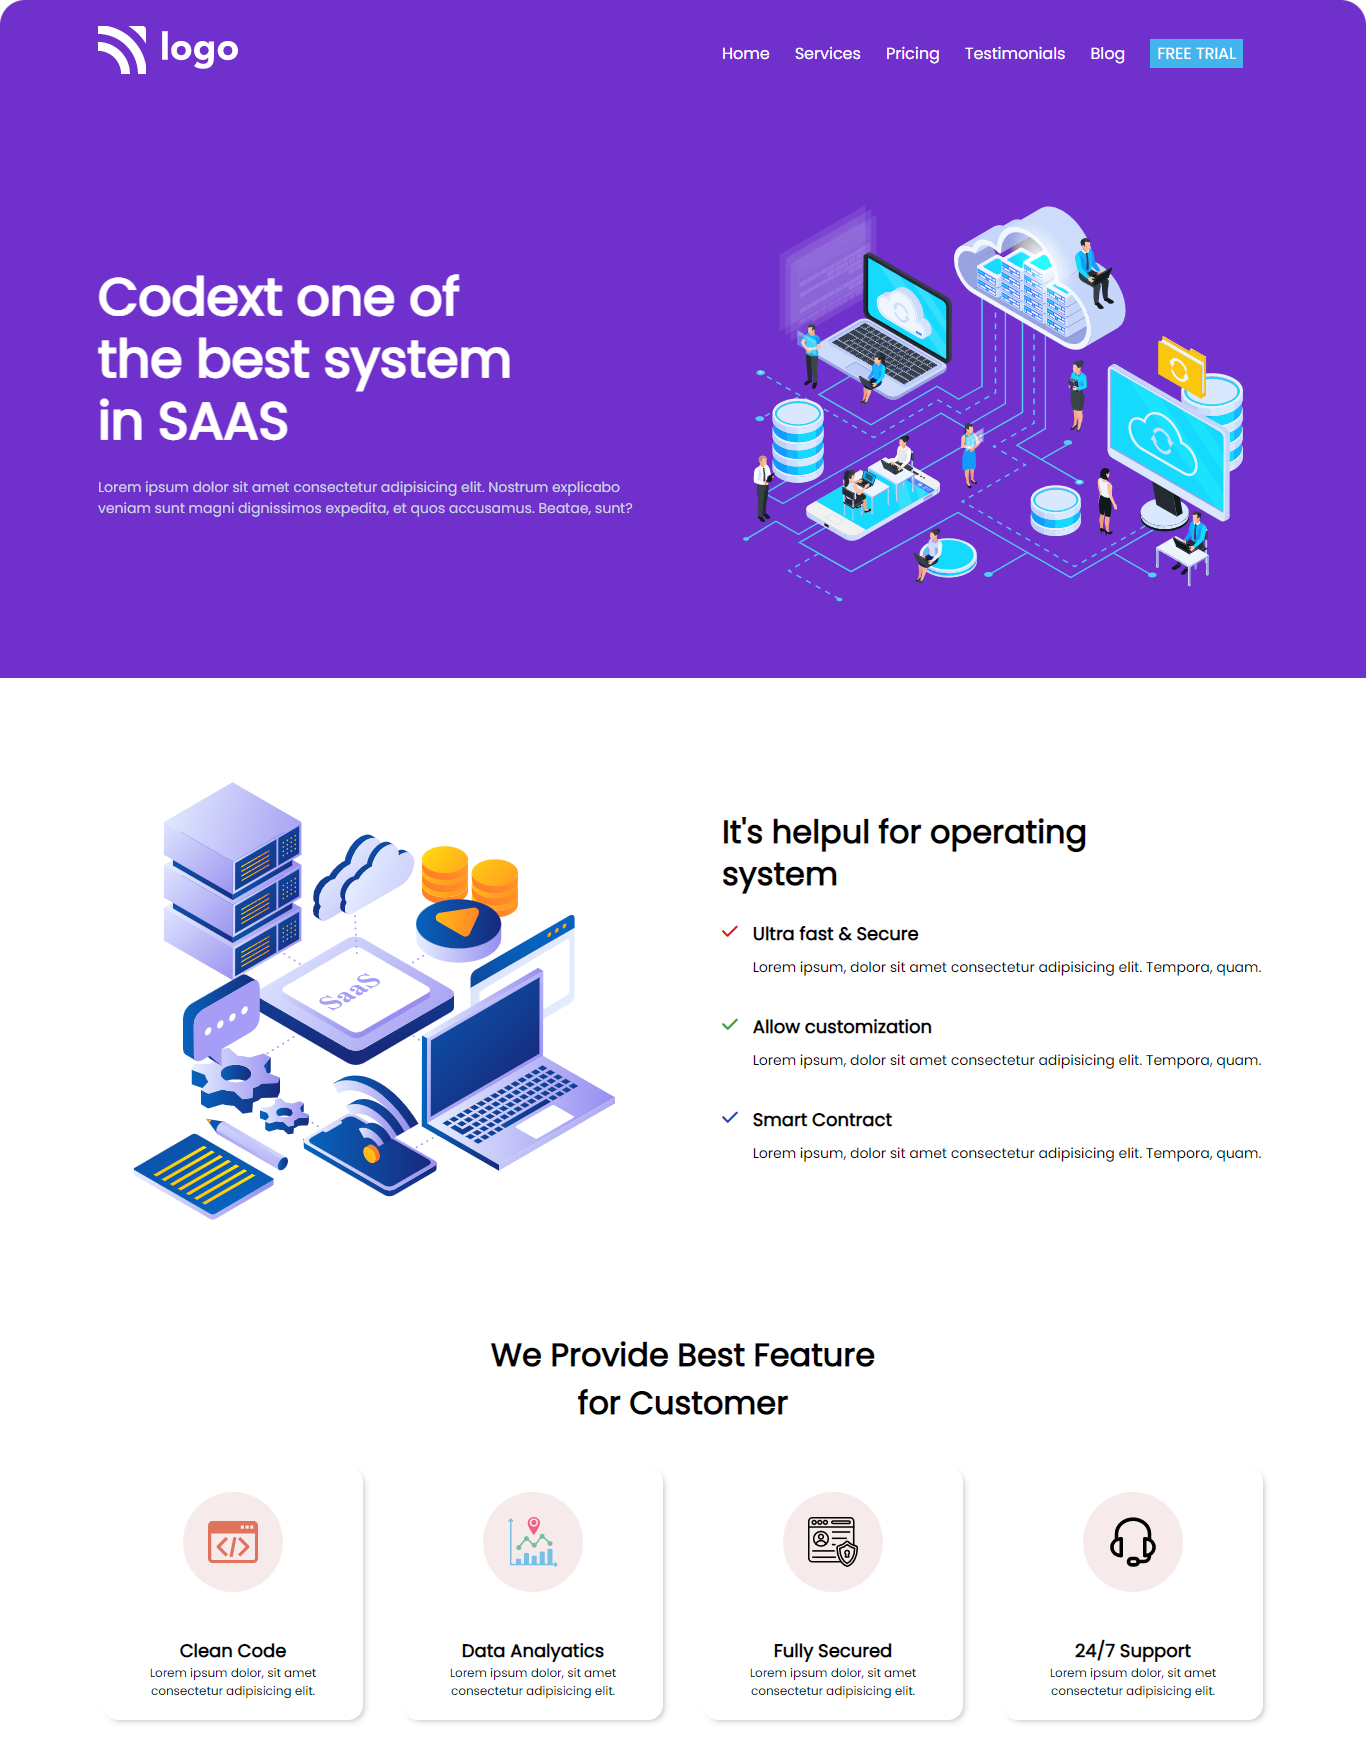 logo
Home Services Pricing Testimonials Blog FREE TRIAL
Codext one of
the best system
in SAAS
Lorem ipsum dolor sit amet consectetur adipisicing elit. Nostrum explicabo
veniam sunt magni dignissimos expedita, et quos accusamus. Beatae, sunt?
SaaS
It's helpul for operating
system
Ultra fast & Secure
Lorem ipsum, dolor sit amet consectetur adipisicing elit. Tempora, quam.
Allow customization
Lorem ipsum, dolor sit amet consectetur adipisicing elit. Tempora, quam.
Smart Contract
Lorem ipsum, dolor sit amet consectetur adipisicing elit. Tempora, quam.
We Provide Best Feature
for Customer
Clean Code
Lorem ipsum dolor, sit amet
consectetur adipisicing elit.
Data Analyatics
Lorem ipsum dolor, sit amet
consectetur adipisicing elit.
Fully Secured
Lorem ipsum dolor, sit amet
consectetur adipisicing elit.
24/7 Support
Lorem ipsum dolor, sit amet
consectetur adipisicing elit.